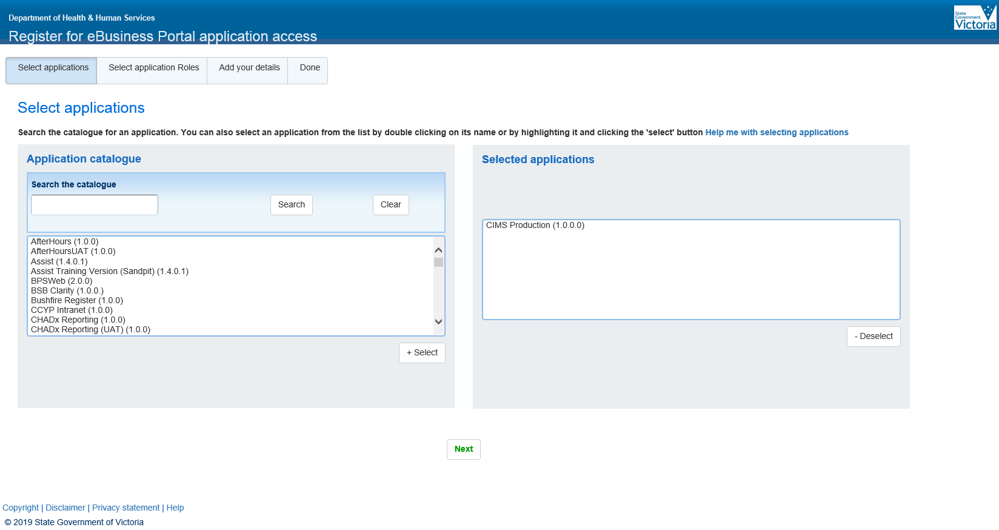 Department of Health & Human Services
State
Government
Victoria
Register for eBusiness Portal application access
Select applications
Select application Roles
Add your details
Done
Select applications
Search the catalogue for an application. You can also select an application from the list by double clicking on its name or by highlighting it and clicking the 'select' button Help me with selecting applications
Application catalogue
Search the catalogue
Search
Clear
AfterHours (1.0.0)
AfterHoursUAT (1.0.0)
Assist (1.4.0.1)
Assist Training Version (Sandpit) (1.4.0.1)
BPSWeb (2.0.0)
BSB Clarity (1.0.0.)
Bushfire Register (1.0.0)
CCYP Intranet (1.0.0)
CHADx Reporting (1.0.0)
CHADx Reporting (UAT) (1.0.0)
+ Select
Selected applications
CIMS Production (1.0.0.0)
- Deselect
Next
Copyright | Disclaimer | Privacy statement | Help
© 2019 State Government of Victoria